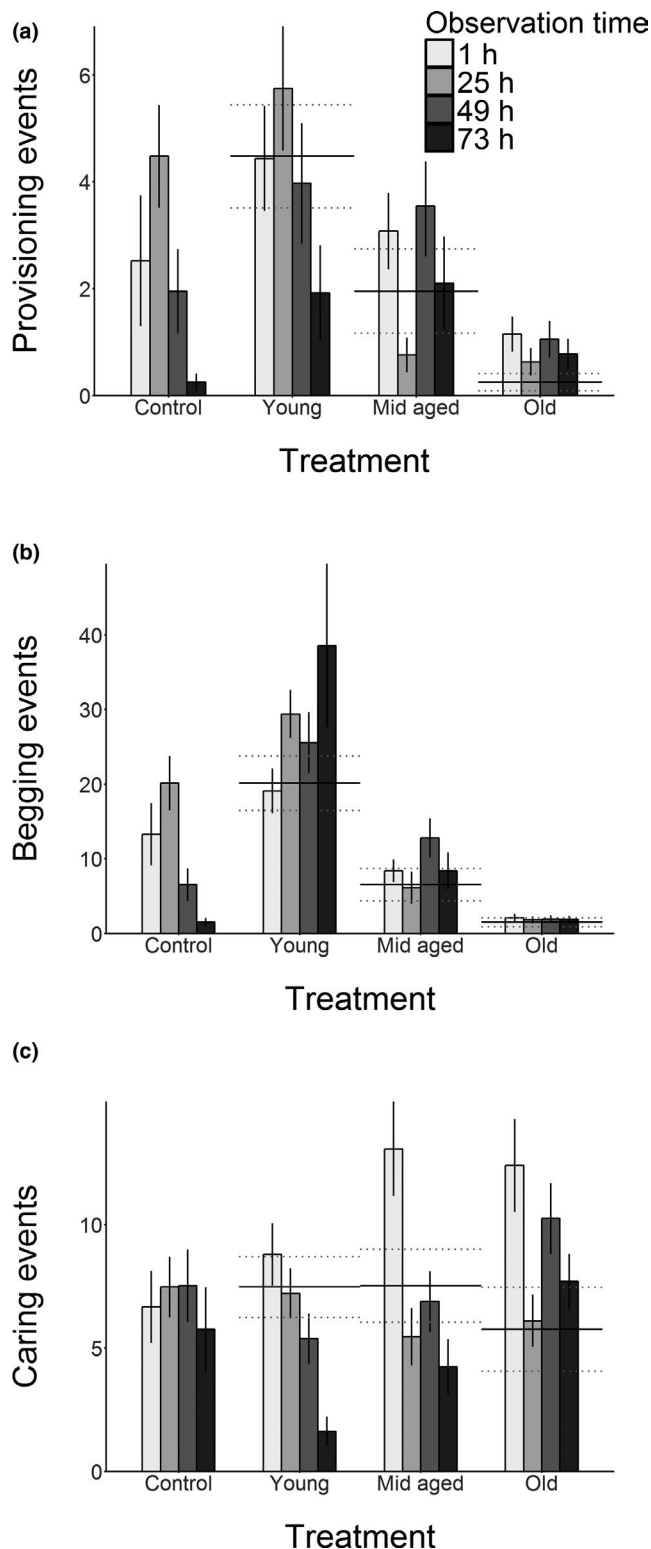 (a)
Observation time
1 h
25 h
49 h
73 h
Provisioning events
6
4
2
0
Control Young Mid aged Old
Treatment
(b)
Begging events
40
30
20
10
0
Control Young Mid aged Old
Treatment
(c)
Caring events
10
5
0
Control Young Mid aged Old
Treatment